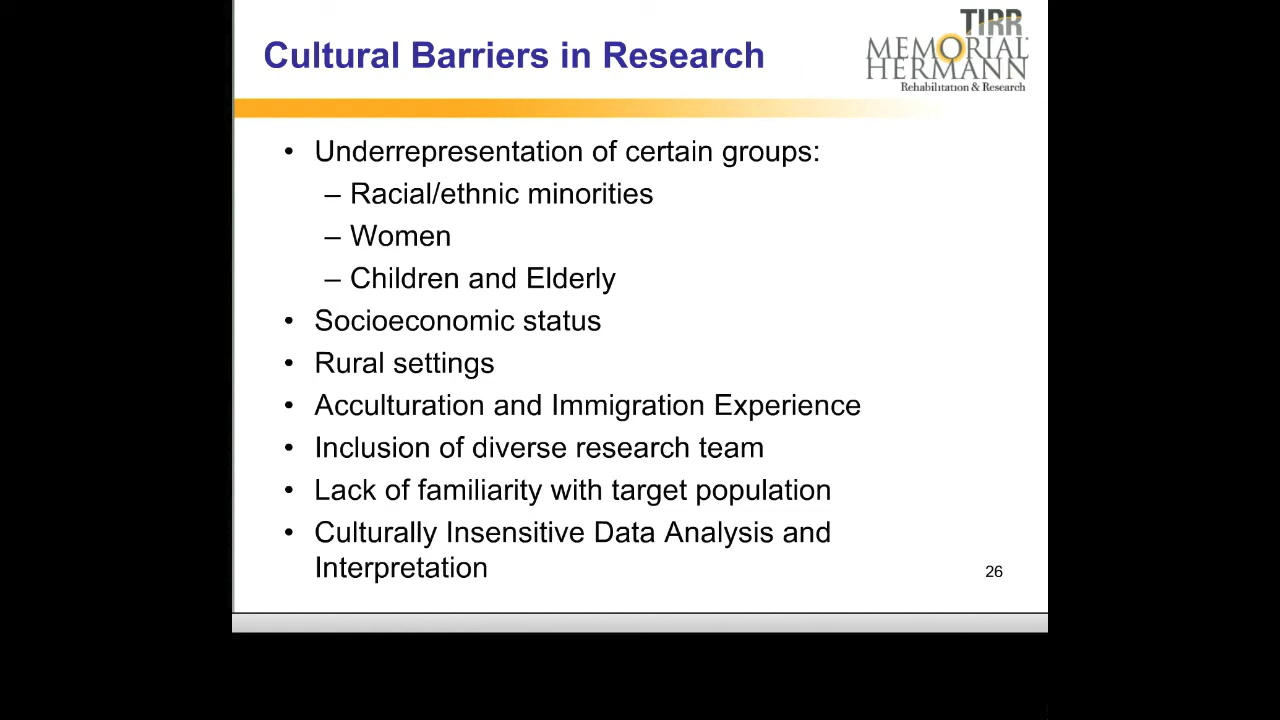 Cultural Barriers in Research
TIRR
MEMORIAL
HERMANN
Rehabilitation & Research
• Underrepresentation of certain groups:
– Racial/ethnic minorities
– Women
– Children and Elderly
• Socioeconomic status
• Rural settings
• Acculturation and Immigration Experience
• Inclusion of diverse research team
• Lack of familiarity with target population
• Culturally Insensitive Data Analysis and
Interpretation
26